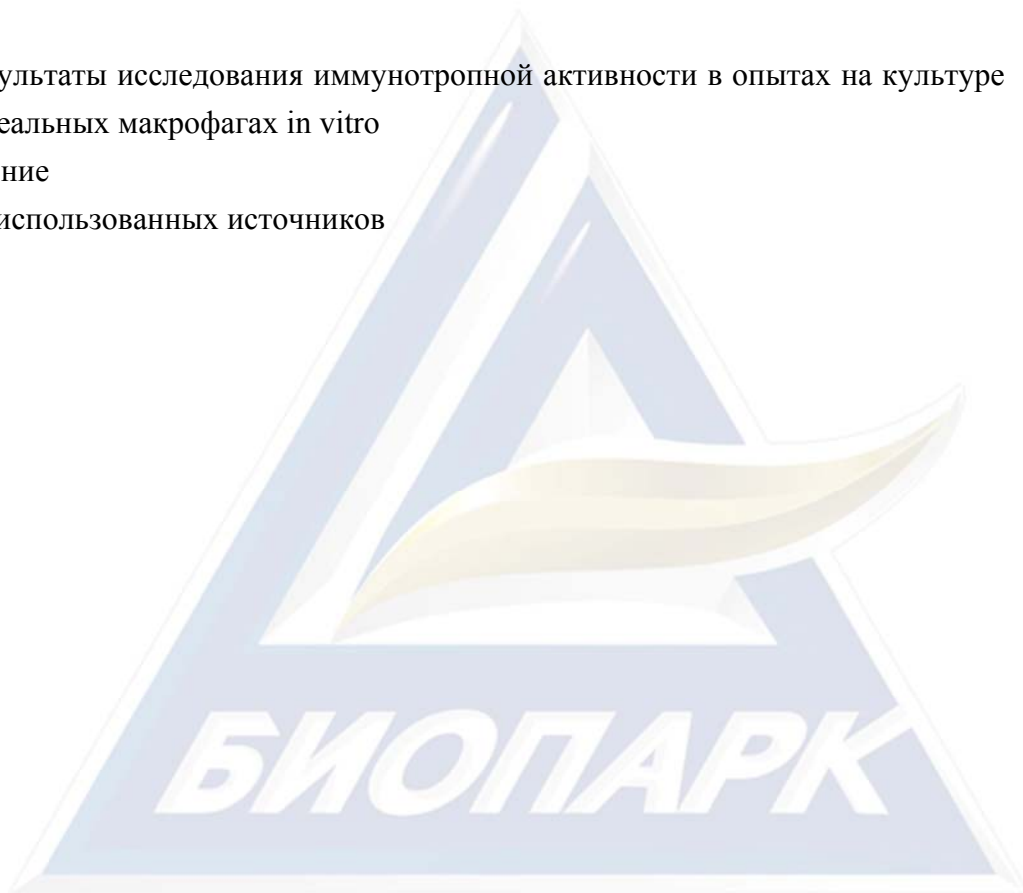 ультаты исследования иммунотропной активности в опытах на культуре
еальных макрофагах in vitro
ние
использованных источников
БИОПАРК